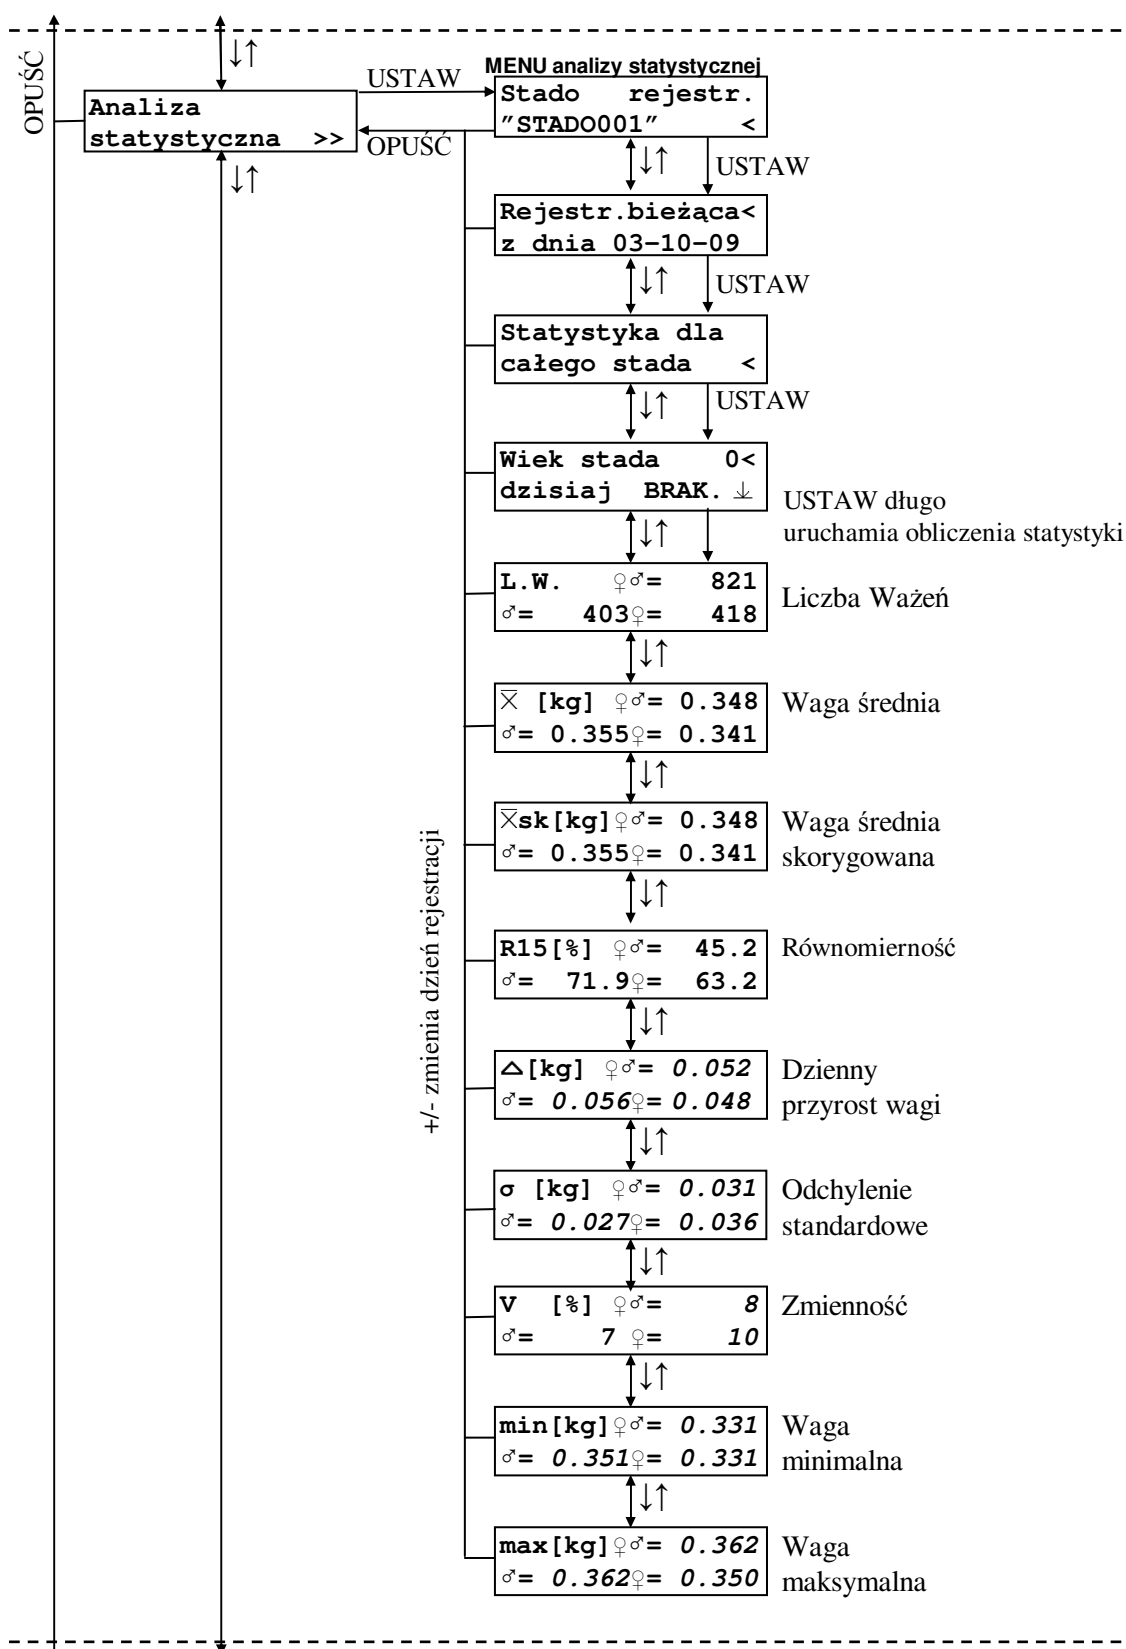 OPUŚĆ
↓↑
MENU analizy statystycznej
USTAW
Analiza
statystyczna >>
OPUŚĆ
↓↑
Stado rejestr.
"STADO001" <
↓↑ USTAW
Rejestr.bieżąca<
z dnia 03-10-09
↓↑ USTAW
Statystyka dla
całego stada <
↓↑ USTAW
Wiek stada 0<
dzisiaj BRAK. ↓
USTAW długo
uruchamia obliczenia statystyki
↓↑
L.W. ♀♂= 821
♂= 403♀= 418
Liczba Ważeń
↓↑
X̅ [kg] ♀♂= 0.348
♂= 0.355♀= 0.341
Waga średnia
↓↑
X̅sk[kg]♀♂= 0.348
♂= 0.355♀= 0.341
Waga średnia
skorygowana
↓↑
+/- zmienia dzień rejestracji
R15[%] ♀♂= 45.2
♂= 71.9♀= 63.2
Równomierność
↓↑
△[kg] ♀♂= 0.052
♂= 0.056♀= 0.048
Dzienny
przyrost wagi
↓↑
σ [kg] ♀♂= 0.031
♂= 0.027♀= 0.036
Odchylenie
standardowe
↓↑
V [%] ♀♂= 8
♂= 7 ♀= 10
Zmienność
↓↑
min[kg]♀♂= 0.331
♂= 0.351♀= 0.331
Waga
minimalna
↓↑
max[kg]♀♂= 0.362
♂= 0.362♀= 0.350
Waga
maksymalna